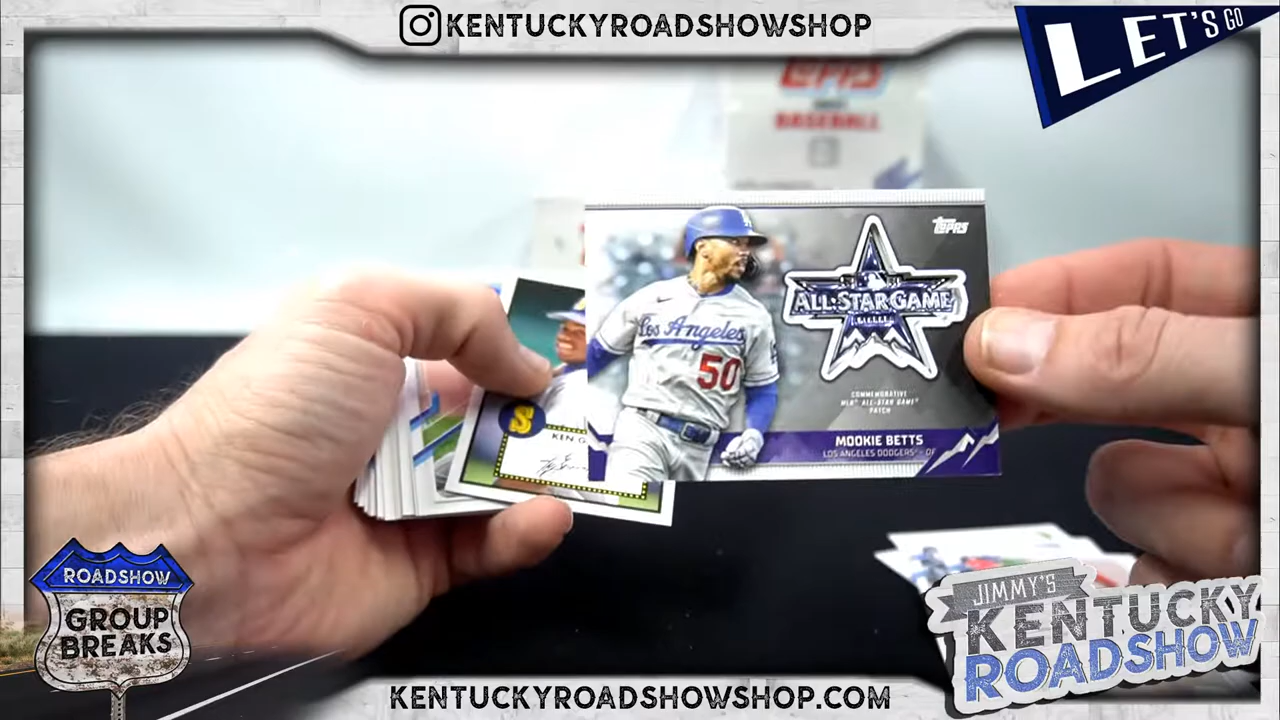 KENTUCKYROADSHOWSHOP
LET'S GO
TOPPS
BASEBALL
TOPPS
ALL-STAR GAME
Los Angeles
50
COMMEMORATIVE
MLB® ALL-STAR GAME®
PATCH
MOOKIE BETTS
LOS ANGELES DODGERS® - OF
S
KEN G
ROADSHOW
GROUP
BREAKS
JIMMY'S
KENTUCKY
ROADSHOW
KENTUCKYROADSHOWSHOP.COM